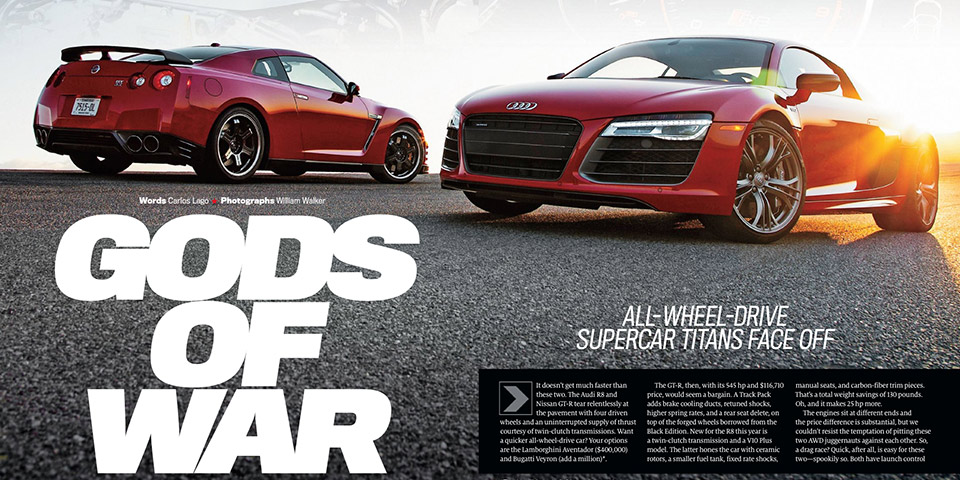 Words Carlos Lago Photographs William Walker
GODS
OF
WAR
ALL-WHEEL-DRIVE
SUPERCAR TITANS FACE OFF
It doesn't get much faster than
these two. The Audi R8 and
Nissan GT-R tear relentlessly at
the pavement with four driven
wheels and an uninterrupted supply of thrust
courtesy of twin-clutch transmissions. Want
a quicker all-wheel-drive car? Your options
are the Lamborghini Aventador ($400,000)
and Bugatti Veyron (add a million)*.
The GT-R, then, with its 545 hp and $116,710
price, would seem a bargain. A Track Pack
adds brake cooling ducts, retuned shocks,
higher spring rates, and a rear seat delete, on
top of the forged wheels borrowed from the
Black Edition. New for the R8 this year is
a twin-clutch transmission and a V10 Plus
model. The latter hones the car with ceramic
rotors, a smaller fuel tank, fixed rate shocks,
manual seats, and carbon-fiber trim pieces.
That's a total weight savings of 130 pounds.
Oh, and it makes 25 hp more.
The engines sit at different ends and
the price difference is substantial, but we
couldn't resist the temptation of pitting these
two AWD juggernauts against each other. So,
a drag race? Quick, after all, is easy for these
two—spookily so. Both have launch control